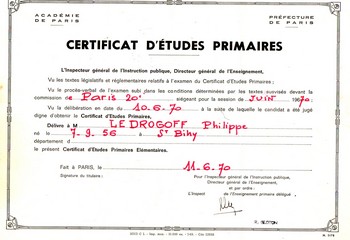 ACADÉMIE
DE PARIS
PRÉFECTURE
DE PARIS
CERTIFICAT D'ÉTUDES PRIMAIRES
L'Inspecteur général de l'Instruction publique, Directeur général de l'Enseignement,
Vu les textes législatifs et réglementaires relatifs à l'examen du Certificat d'Études Primaires ;
Vu le procès-verbal de l'examen subi dans les conditions déterminées par les textes susvisés devant la
commission de Paris 20e siégeant pour la session de JUIN 1970 ;
Vu la délibération en date du 10.6.70 à la suite de laquelle le candidat a été jugé
digne d'obtenir le Certificat d'Études Primaires,
Délivre à M LE DROGOFF Philippe
né le 7.9.56 à St Bihy
département d
le présent Certificat d'Études Primaires Élémentaires.
Fait à PARIS, le 11.6.70
Signature du titulaire :
Pour l'Inspecteur général de l'Instruction publique,
Directeur général de l'Enseignement,
et par ordre :
L'Inspecteur de l'Enseignement primaire délégué